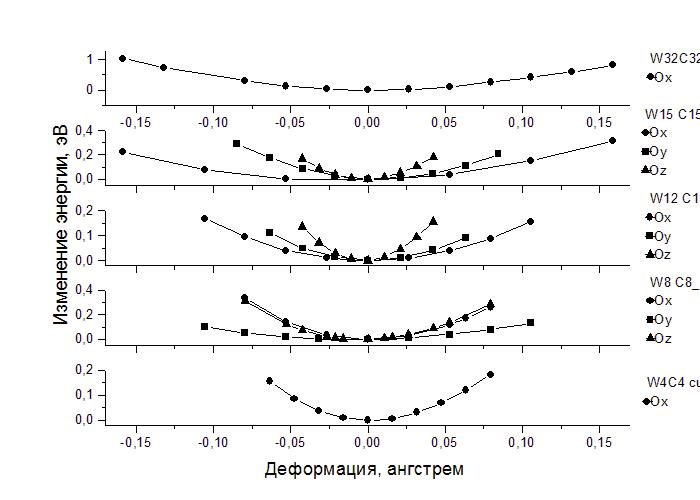 W32C32
Ox
1
0
-0,15 -0,10 -0,05 0,00 0,05 0,10 0,15
W15 C15
Ox
Oy
Oz
0,4
0,2
0,0
W12 C1
Ox
Oy
Oz
0,2
0,1
0,0
W8 C8_
Ox
Oy
Oz
0,4
0,2
0,0
W4C4 cu
Ox
0,2
0,1
0,0
-0,15 -0,10 -0,05 0,00 0,05 0,10 0,15
Изменение энергии, эВ
Деформация, ангстрем